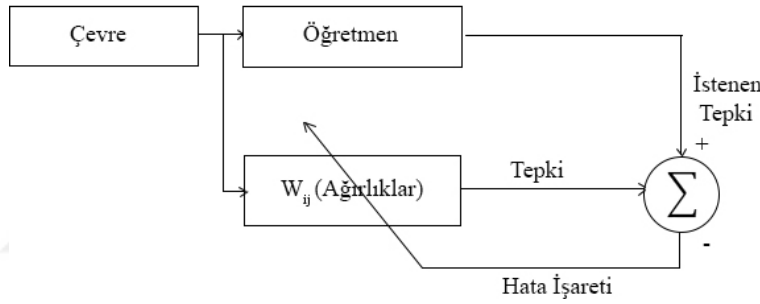 Çevre
Öğretmen
İstenen
Tepki
+
W_ij (Ağırlıklar)
Tepki
Σ
-
Hata İşareti